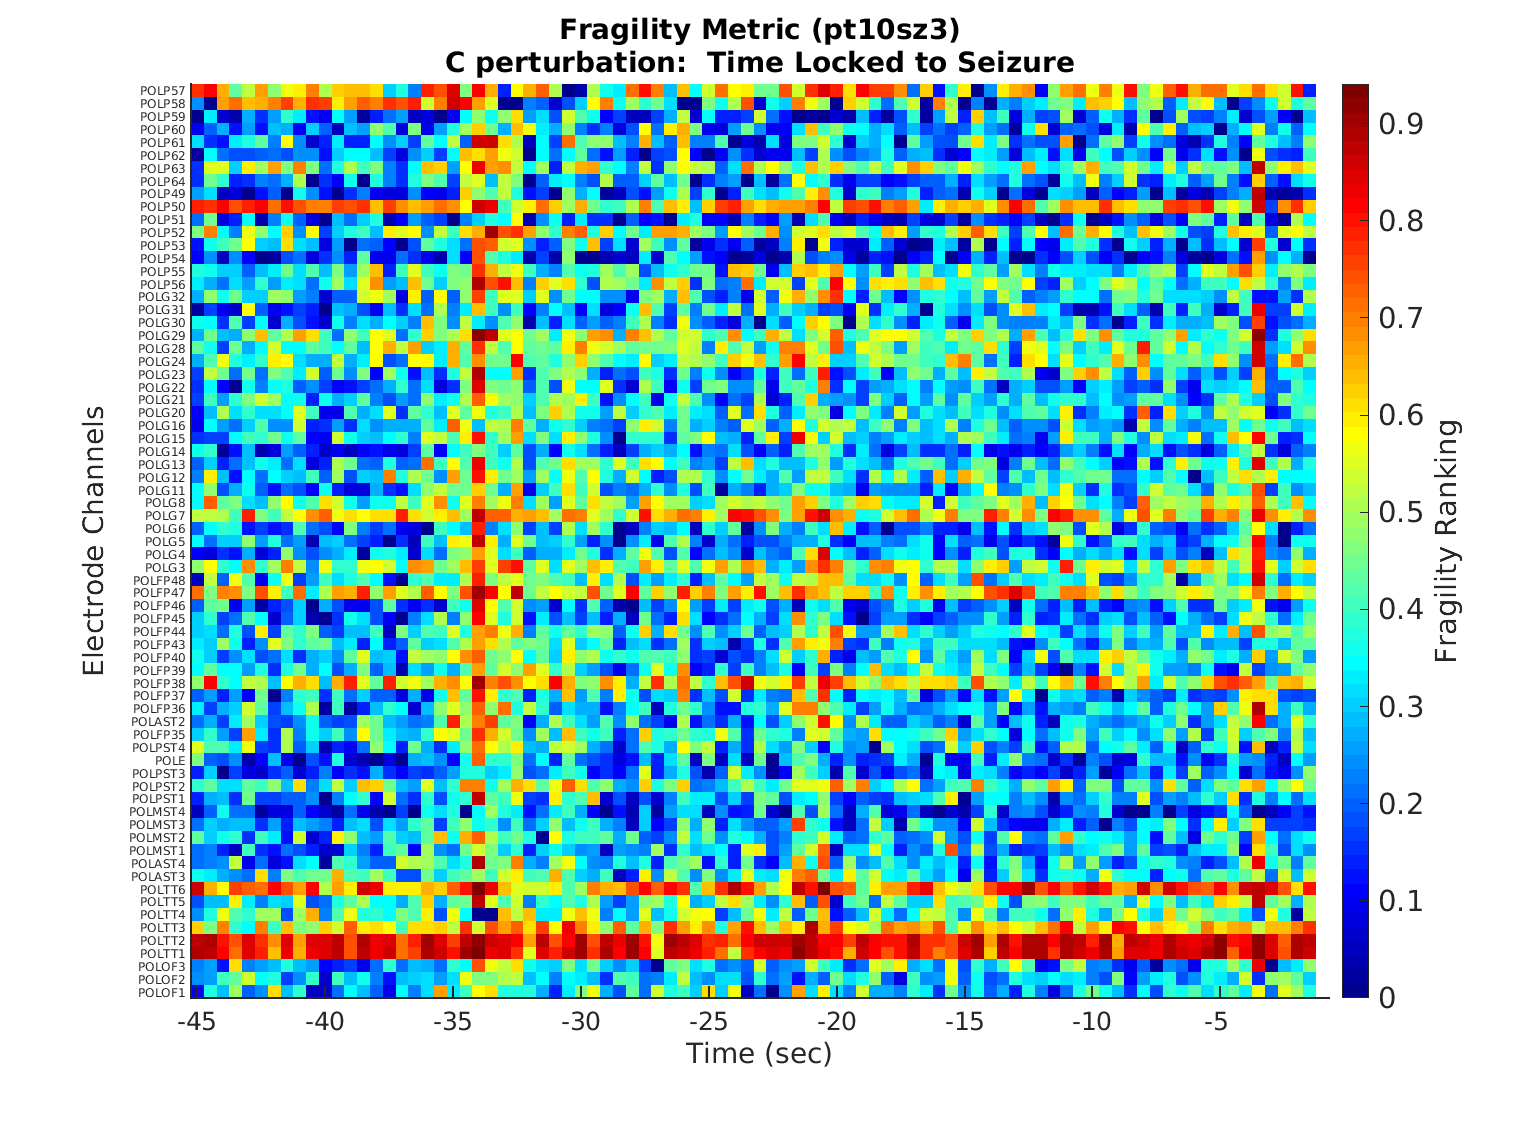 Fragility Metric (pt10sz3)
C perturbation:  Time Locked to Seizure
Electrode Channels
POLP57
POLP58
POLP59
POLP60
POLP61
POLP62
POLP63
POLP64
POLP49
POLP50
POLP51
POLP52
POLP53
POLP54
POLP55
POLP56
POLG32
POLG31
POLG30
POLG29
POLG28
POLG24
POLG23
POLG22
POLG21
POLG20
POLG16
POLG15
POLG14
POLG13
POLG12
POLG11
POLG8
POLG7
POLG6
POLG5
POLG4
POLG3
POLFP48
POLFP47
POLFP46
POLFP45
POLFP44
POLFP43
POLFP40
POLFP39
POLFP38
POLFP37
POLFP36
POLAST2
POLFP35
POLPST4
POLE
POLPST3
POLPST2
POLPST1
POLMST4
POLMST3
POLMST2
POLMST1
POLAST4
POLAST3
POLTT6
POLTT5
POLTT4
POLTT3
POLTT2
POLTT1
POLOF3
POLOF2
POLOF1
-45 -40 -35 -30 -25 -20 -15 -10 -5
Time (sec)
0.9
0.8
0.7
0.6
0.5
0.4
0.3
0.2
0.1
0
Fragility Ranking